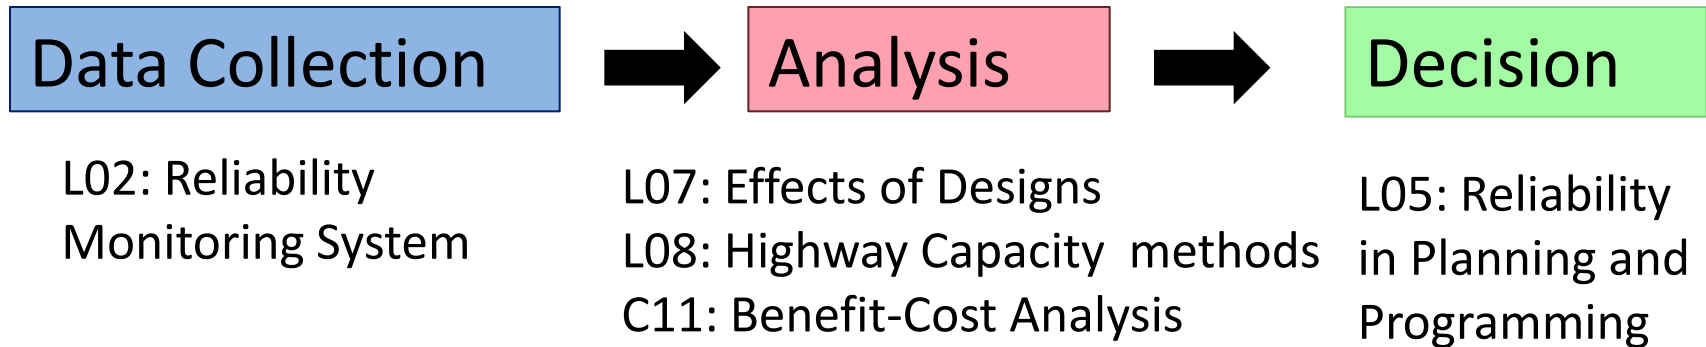 Data Collection
Analysis
Decision
L02: Reliability
Monitoring System
L07: Effects of Designs
L08: Highway Capacity  methods
C11: Benefit-Cost Analysis
L05: Reliability
in Planning and
Programming